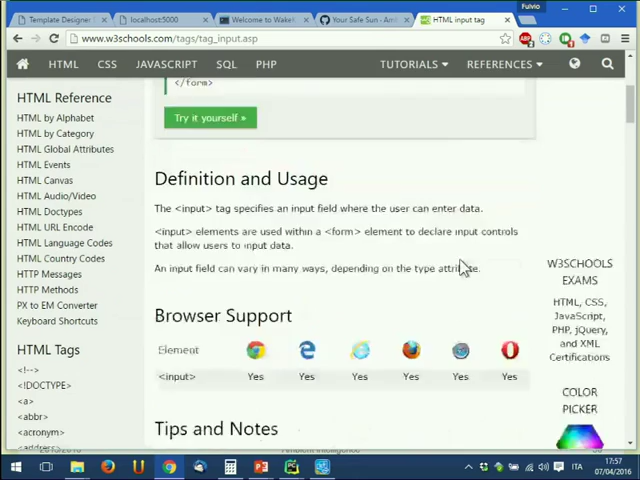 Fulvio
Template Designer
localhost:5000
Welcome to Wake
Your Safe Sun - Am
HTML input tag
www.w3schools.com/tags/tag_input.asp
HTML CSS JAVASCRIPT SQL PHP TUTORIALS REFERENCES
HTML Reference
HTML by Alphabet
HTML by Category
HTML Global Attributes
HTML Events
HTML Canvas
HTML Audio/Video
HTML Doctypes
HTML URL Encode
HTML Language Codes
HTML Country Codes
HTTP Messages
HTTP Methods
PX to EM Converter
Keyboard Shortcuts
HTML Tags
<!-->
<!DOCTYPE>
<a>
<abbr>
<acronym>
<address>
</form>
Try it yourself »
Definition and Usage
The <input> tag specifies an input field where the user can enter data.
<input> elements are used within a <form> element to declare input controls
that allow users to input data.
An input field can vary in many ways, depending on the type attribute.
Browser Support
Element
<input> Yes Yes Yes Yes Yes Yes
Tips and Notes
W3SCHOOLS
EXAMS
HTML, CSS,
JavaScript,
PHP, jQuery,
and XML
Certifications
COLOR
PICKER
ITA
17:57
07/04/2016